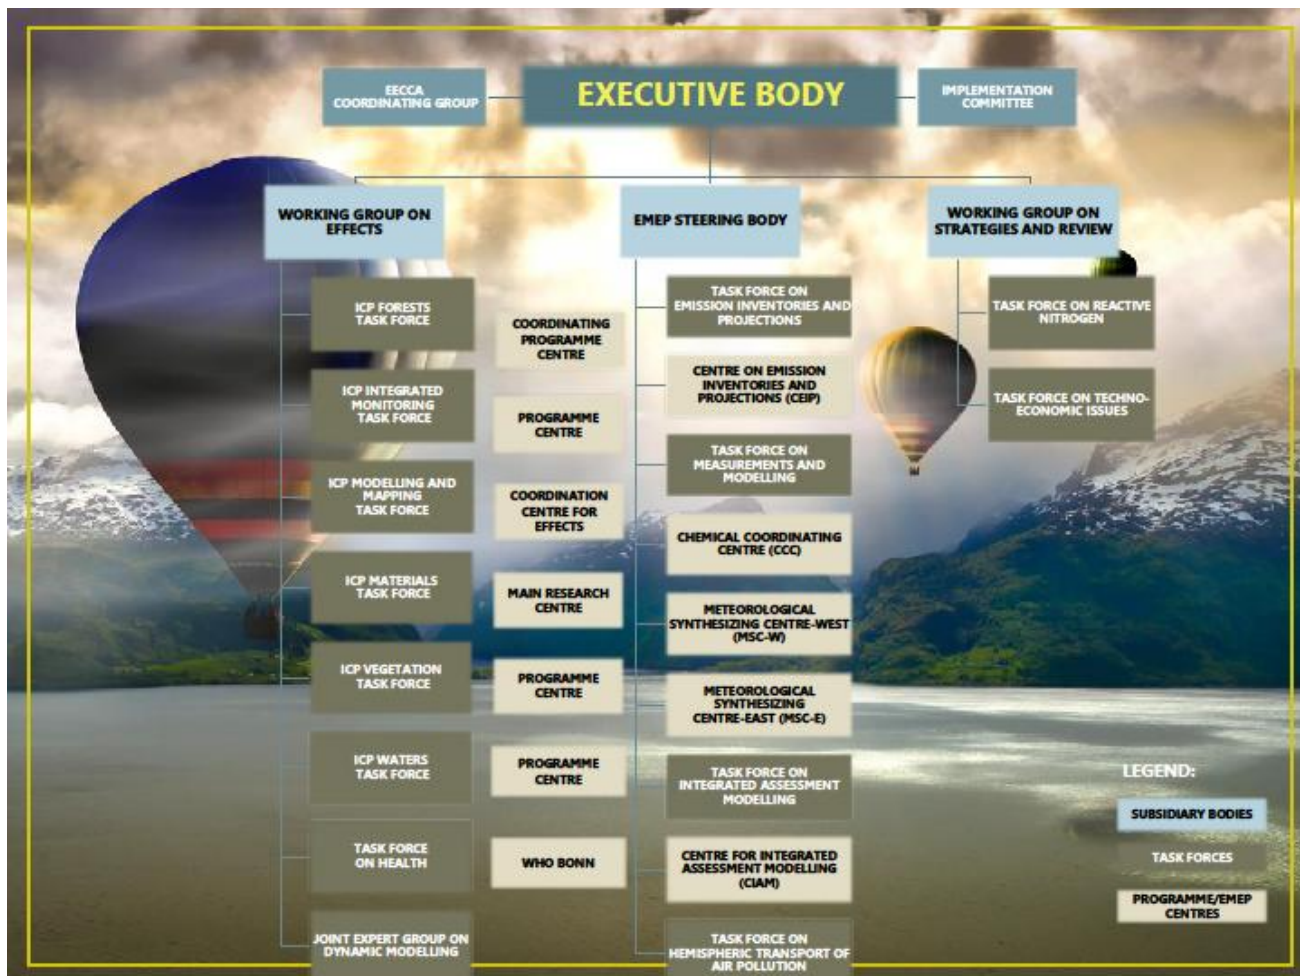 EECCA
COORDINATING GROUP
EXECUTIVE BODY
IMPLEMENTATION
COMMITTEE
WORKING GROUP ON
EFFECTS
EMEP STEERING BODY
WORKING GROUP ON
STRATEGIES AND REVIEW
ICP FORESTS
TASK FORCE
COORDINATING
PROGRAMME
CENTRE
ICP INTEGRATED
MONITORING
TASK FORCE
PROGRAMME
CENTRE
ICP MODELLING AND
MAPPING
TASK FORCE
COORDINATION
CENTRE FOR
EFFECTS
ICP MATERIALS
TASK FORCE
MAIN RESEARCH
CENTRE
ICP VEGETATION
TASK FORCE
PROGRAMME
CENTRE
ICP WATERS
TASK FORCE
PROGRAMME
CENTRE
TASK FORCE
ON HEALTH
WHO BONN
JOINT EXPERT GROUP ON
DYNAMIC MODELLING
TASK FORCE ON
EMISSION INVENTORIES AND
PROJECTIONS
CENTRE ON EMISSION
INVENTORIES AND
PROJECTIONS (CEIP)
TASK FORCE ON
MEASUREMENTS AND
MODELLING
CHEMICAL COORDINATING
CENTRE (CCC)
METEOROLOGICAL
SYNTHESIZING CENTRE-WEST
(MSC-W)
METEOROLOGICAL
SYNTHESIZING
CENTRE-EAST (MSC-E)
TASK FORCE ON
INTEGRATED ASSESSMENT
MODELLING
CENTRE FOR INTEGRATED
ASSESSMENT MODELLING
(CIAM)
TASK FORCE ON
HEMISPHERIC TRANSPORT OF
AIR POLLUTION
TASK FORCE ON REACTIVE
NITROGEN
TASK FORCE ON TECHNO-
ECONOMIC ISSUES
LEGEND:
SUBSIDIARY BODIES
TASK FORCES
PROGRAMME/EMEP
CENTRES